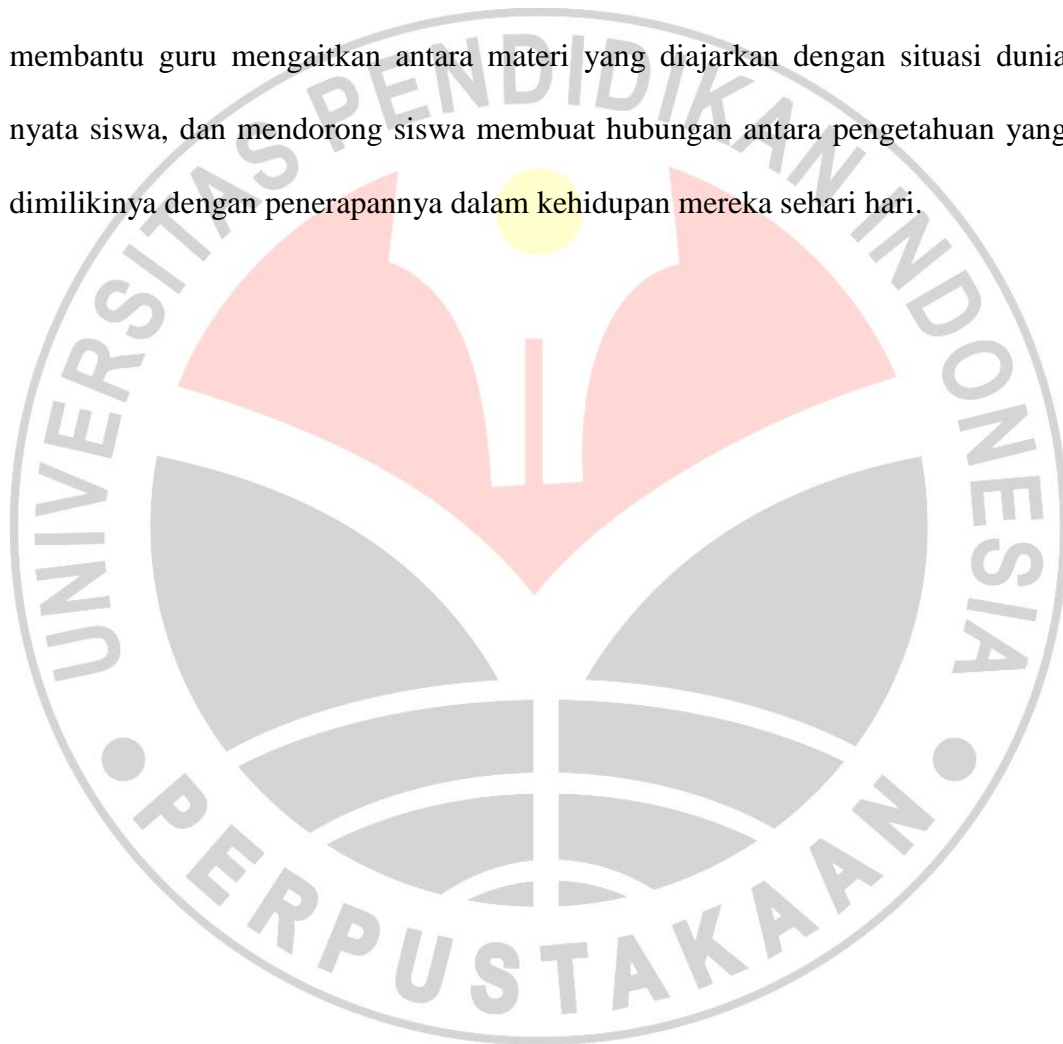 membantu guru mengaitkan antara materi yang diajarkan dengan situasi dunia
nyata siswa, dan mendorong siswa membuat hubungan antara pengetahuan yang
dimilikinya dengan penerapannya dalam kehidupan mereka sehari hari.
UNIVERSITAS PENDIDIKAN INDONESIA
PERPUSTAKAAN